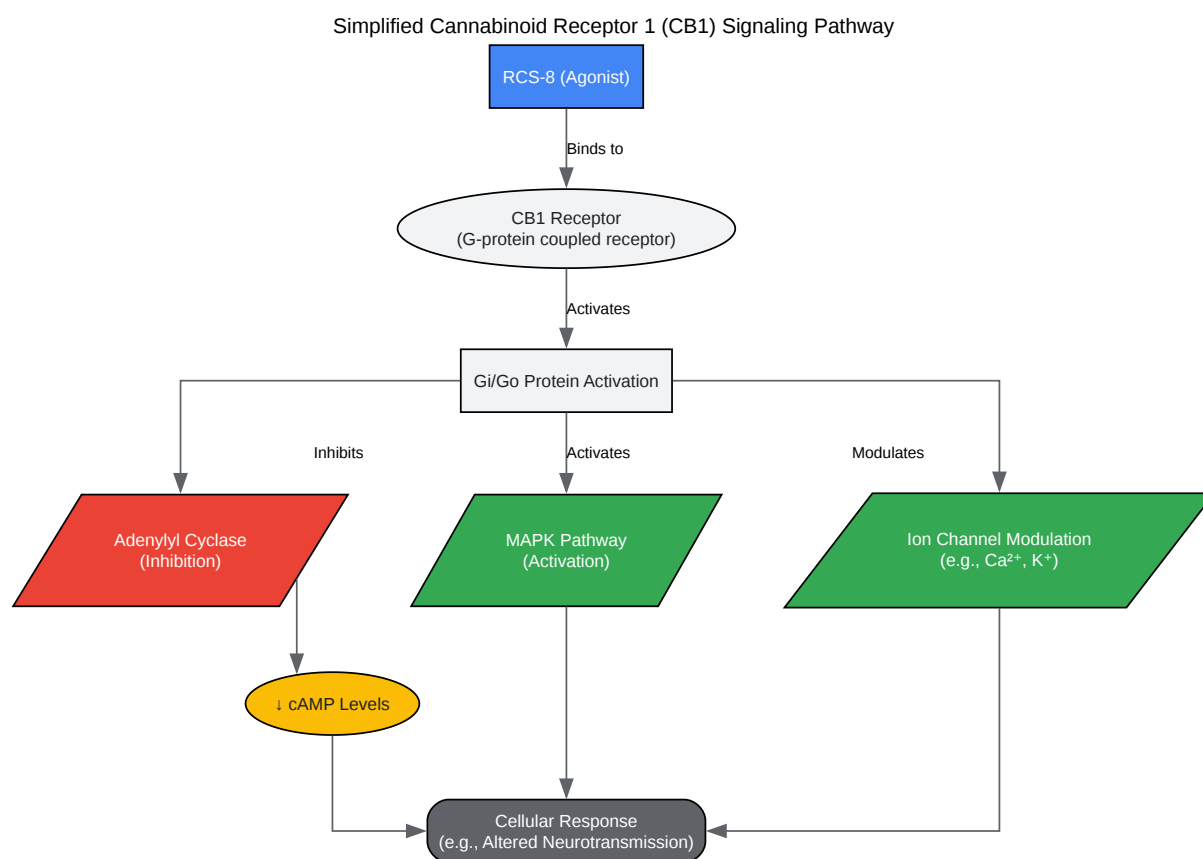 Simplified Cannabinoid Receptor 1 (CB1) Signaling Pathway
RCS-8 (Agonist)
Binds to
CB1 Receptor
(G-protein coupled receptor)
Activates
Gi/Go Protein Activation
Inhibits
Activates
Modulates
Adenylyl Cyclase
(Inhibition)
MAPK Pathway
(Activation)
Ion Channel Modulation
(e.g., Ca²⁺, K⁺)
↓ cAMP Levels
Cellular Response
(e.g., Altered Neurotransmission)